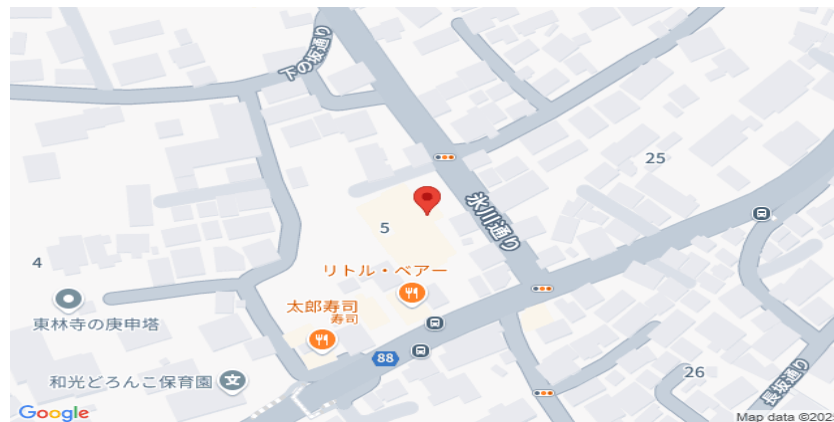 下の坂通り
25
氷川通り
5
4
リトル・ベアー
太郎寿司
寿司
東林寺の庚申塔
88
和光どろんこ保育園
文
26
長坂通り
Google
Map data ©202